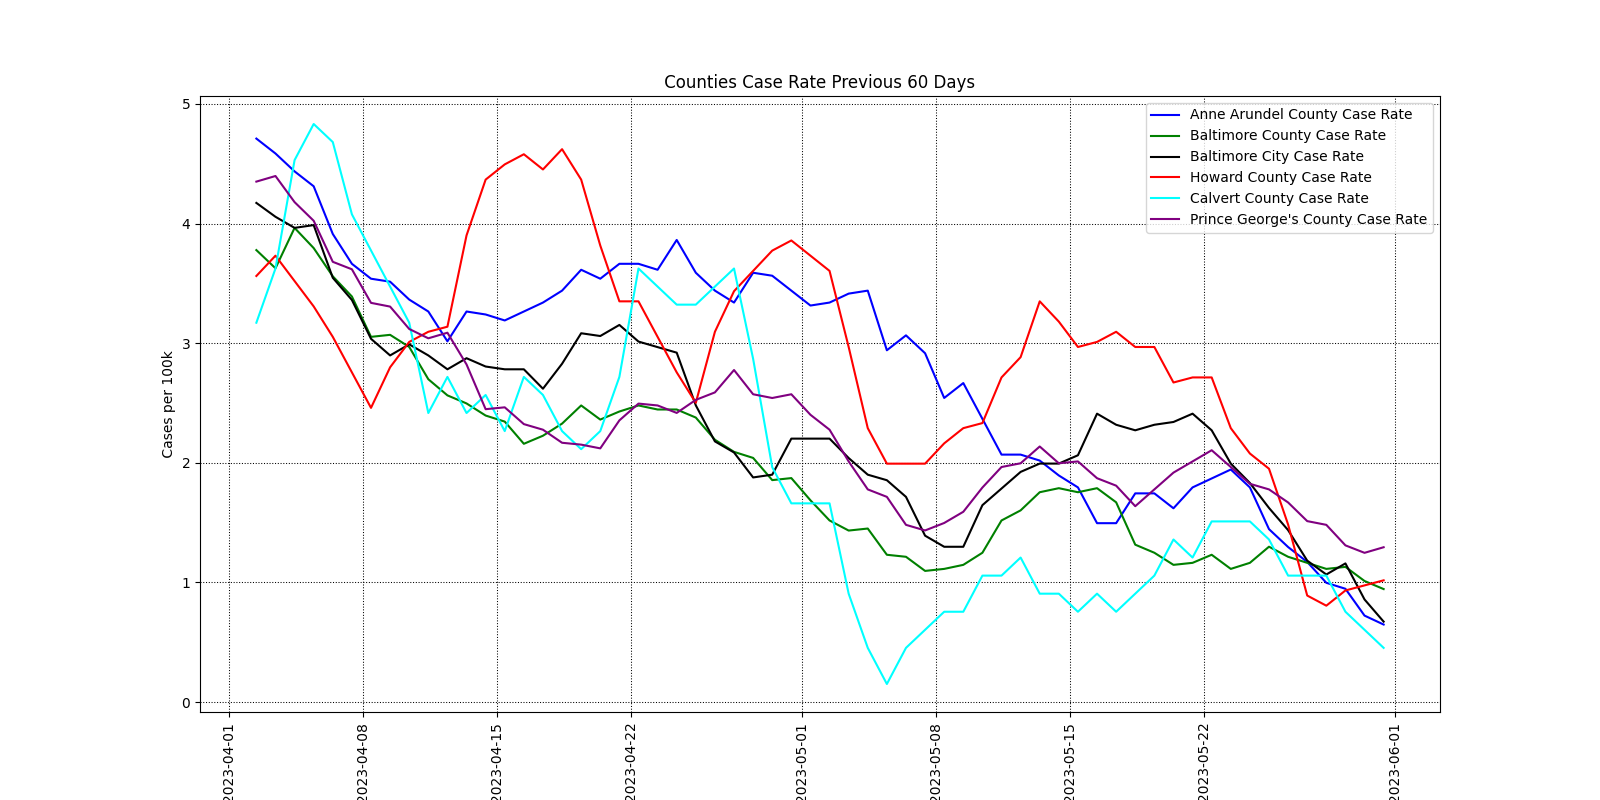 Counties Case Rate Previous 60 Days
Cases per 100k
5
4
3
2
1
0
Anne Arundel County Case Rate
Baltimore County Case Rate
Baltimore City Case Rate
Howard County Case Rate
Calvert County Case Rate
Prince George's County Case Rate
2023-04-01
2023-04-08
2023-04-15
2023-04-22
2023-05-01
2023-05-08
2023-05-15
2023-05-22
2023-06-01